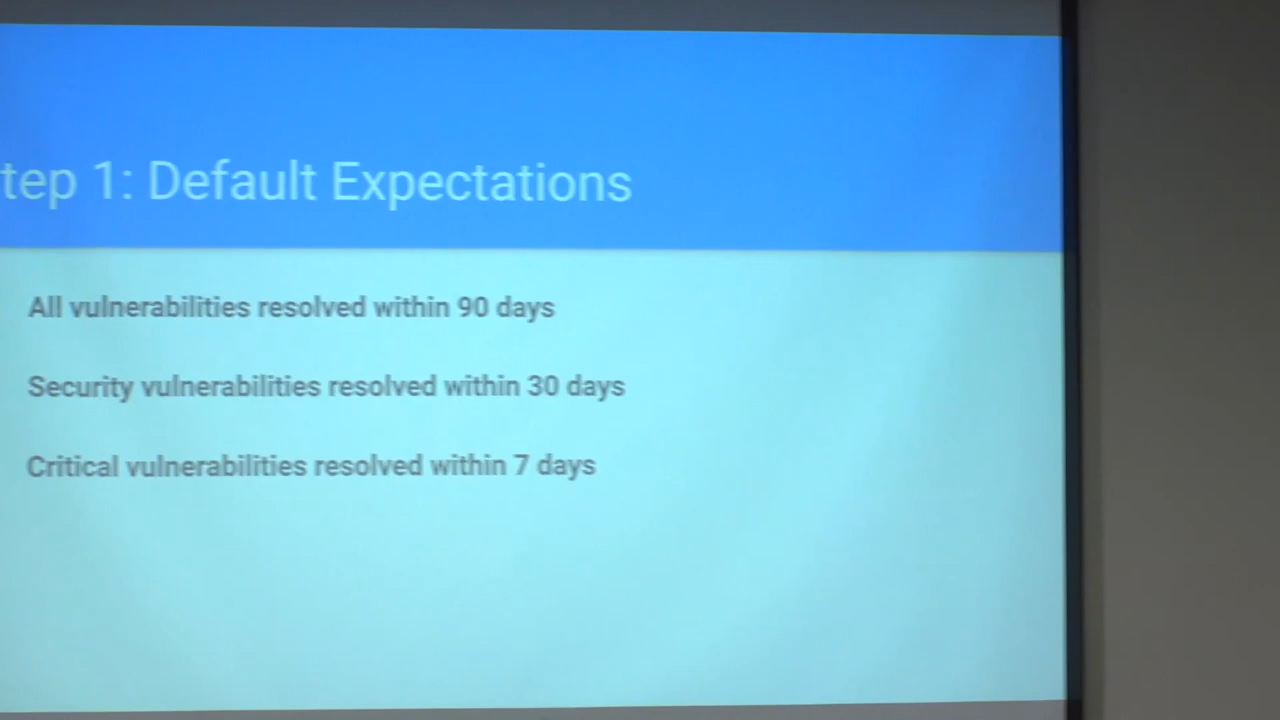 tep 1: Default Expectations
All vulnerabilities resolved within 90 days
Security vulnerabilities resolved within 30 days
Critical vulnerabilities resolved within 7 days